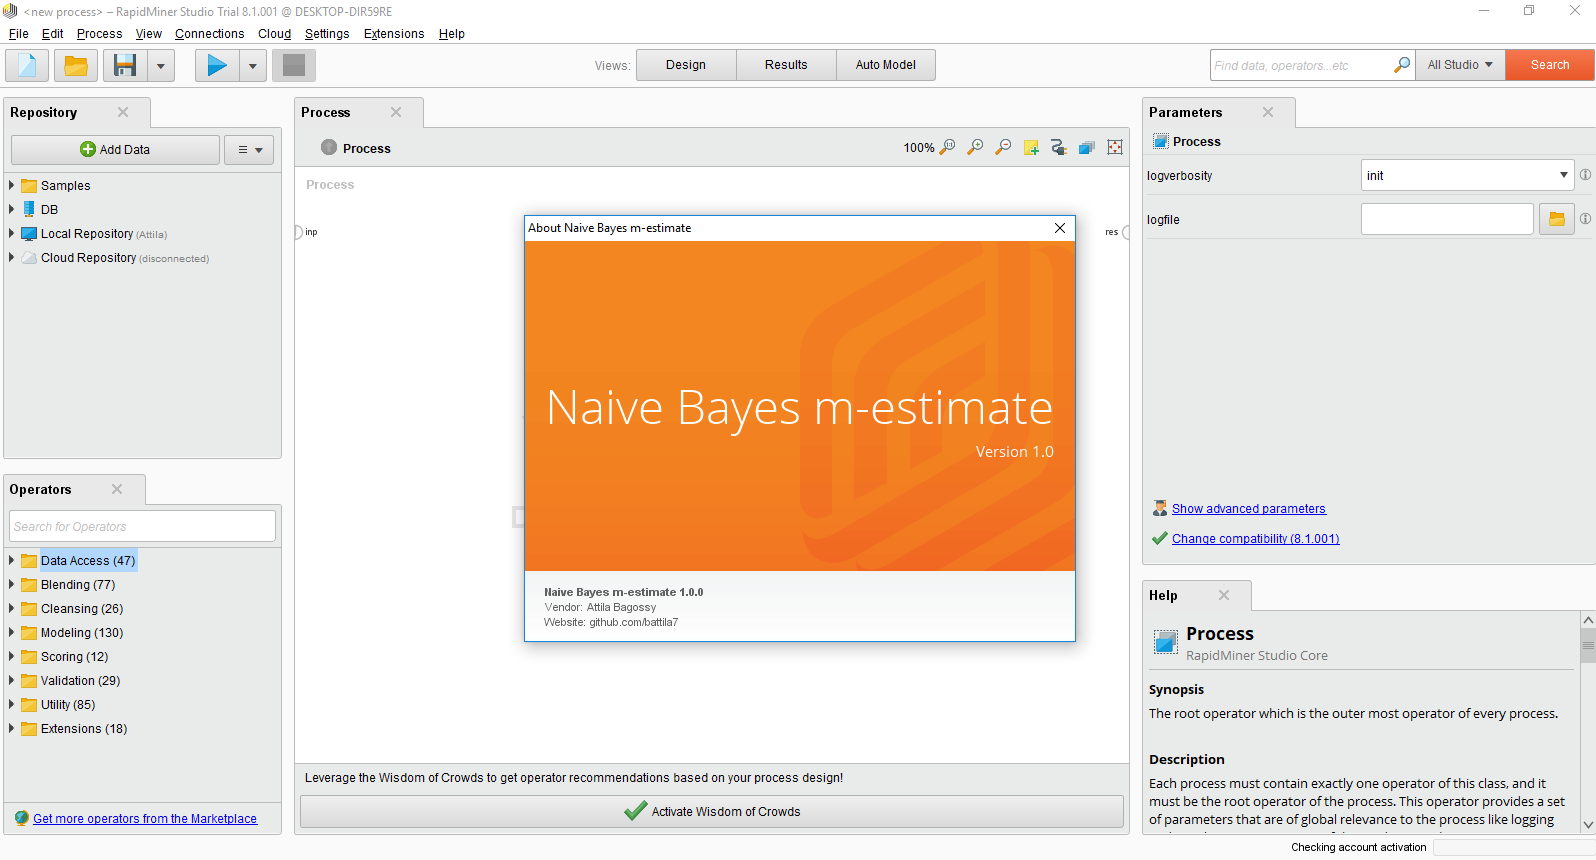 <new process> – RapidMiner Studio Trial 8.1.001 @ DESKTOP-DIR59RE
File Edit Process View Connections Cloud Settings Extensions Help
Views: Design Results Auto Model
Find data, operators...etc All Studio Search
Repository
Add Data
Samples
DB
Local Repository (Attila)
Cloud Repository (disconnected)
Operators
Search for Operators
Data Access (47)
Blending (77)
Cleansing (26)
Modeling (130)
Scoring (12)
Validation (29)
Utility (85)
Extensions (18)
Get more operators from the Marketplace
Process
Process
100%
Process
inp
res
About Naive Bayes m-estimate
Naive Bayes m-estimate
Version 1.0
Naive Bayes m-estimate 1.0.0
Vendor: Attila Bagossy
Website: github.com/battila7
Leverage the Wisdom of Crowds to get operator recommendations based on your process design!
Activate Wisdom of Crowds
Parameters
Process
logverbosity init
logfile
Show advanced parameters
Change compatibility (8.1.001)
Help
Process
RapidMiner Studio Core
Synopsis
The root operator which is the outer most operator of every process.
Description
Each process must contain exactly one operator of this class, and it
must be the root operator of the process. This operator provides a set
of parameters that are of global relevance to the process like logging
Checking account activation